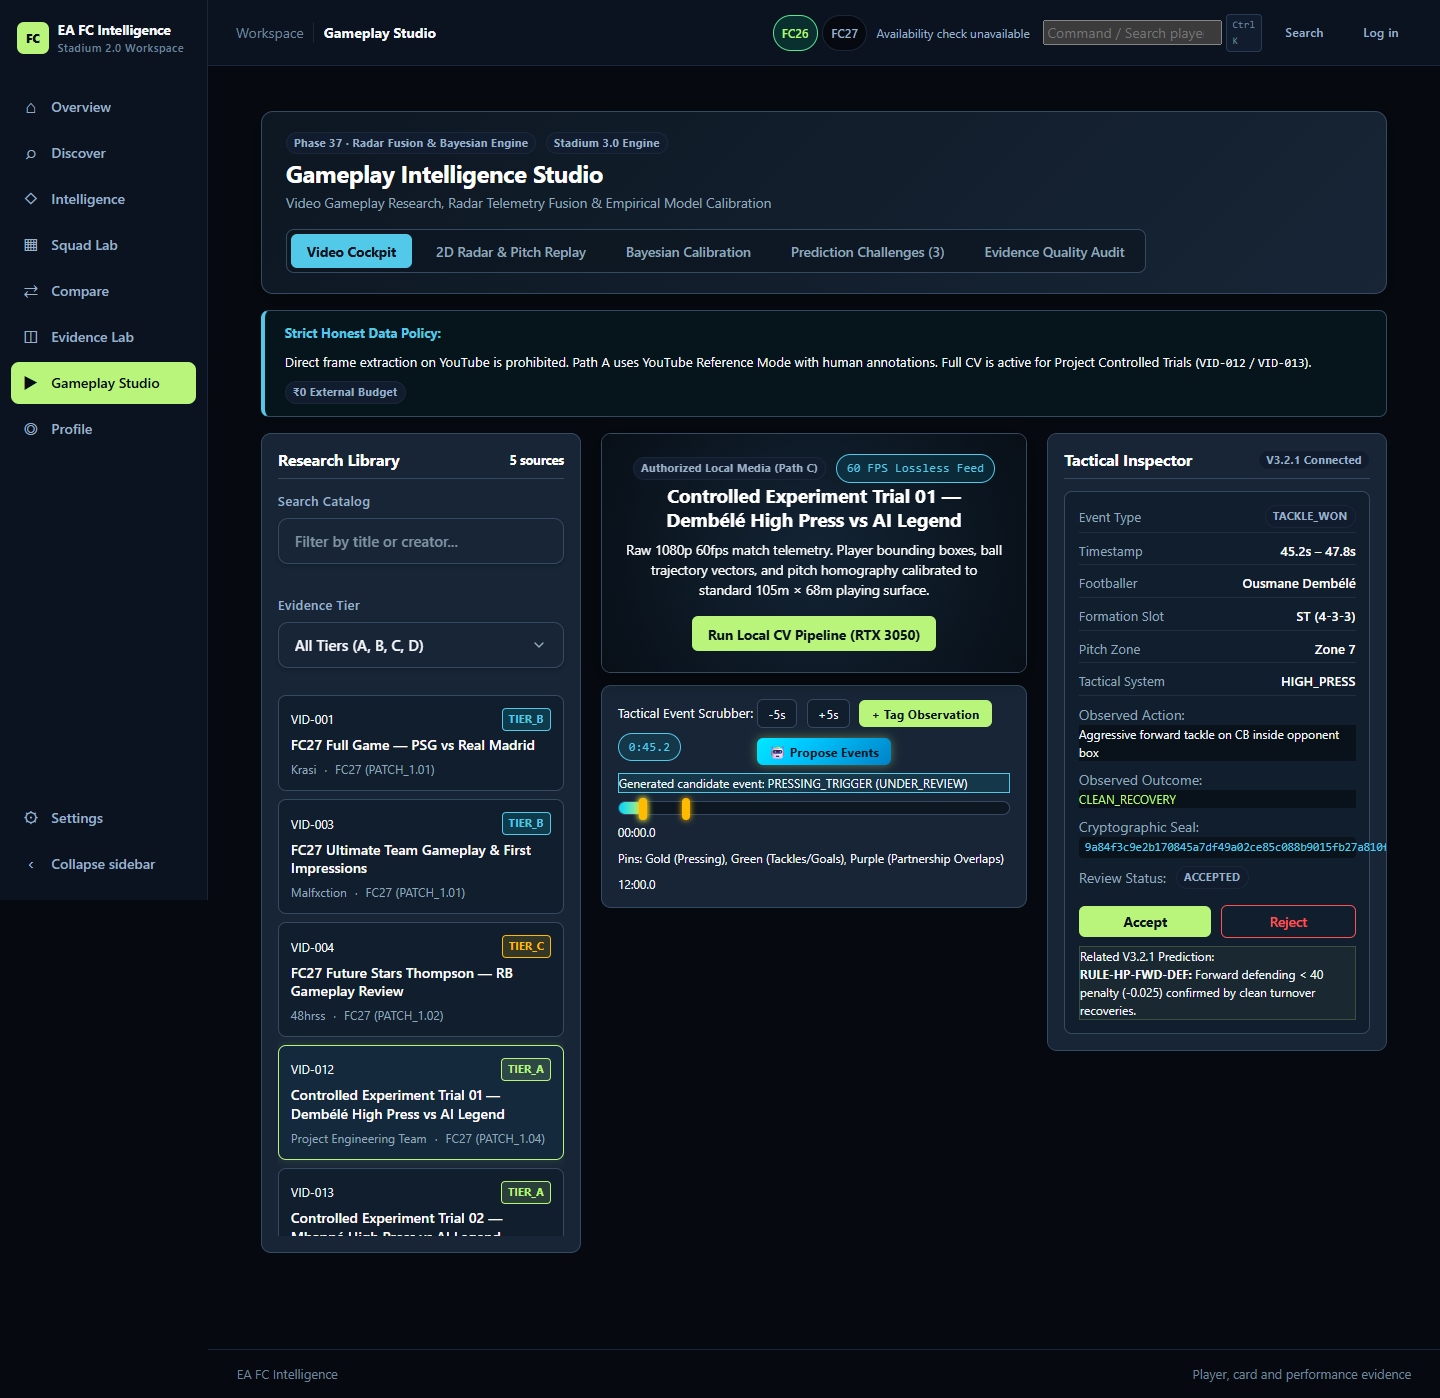 FC
EA FC Intelligence
Stadium 2.0 Workspace
Overview
Discover
Intelligence
Squad Lab
Compare
Evidence Lab
Gameplay Studio
Profile
Settings
Collapse sidebar
Workspace
Gameplay Studio
FC26
FC27
Availability check unavailable
Command / Search playe
Ctrl
K
Search
Log in
Phase 37 · Radar Fusion & Bayesian Engine
Stadium 3.0 Engine
Gameplay Intelligence Studio
Video Gameplay Research, Radar Telemetry Fusion & Empirical Model Calibration
Video Cockpit
2D Radar & Pitch Replay
Bayesian Calibration
Prediction Challenges (3)
Evidence Quality Audit
Strict Honest Data Policy:
Direct frame extraction on YouTube is prohibited. Path A uses YouTube Reference Mode with human annotations. Full CV is active for Project Controlled Trials (VID-012 / VID-013).
₹0 External Budget
Research Library
5 sources
Search Catalog
Filter by title or creator...
Evidence Tier
All Tiers (A, B, C, D)
VID-001
TIER_B
FC27 Full Game — PSG vs Real Madrid
Krasi · FC27 (PATCH_1.01)
VID-003
TIER_B
FC27 Ultimate Team Gameplay & First
Impressions
Malfxction · FC27 (PATCH_1.01)
VID-004
TIER_C
FC27 Future Stars Thompson — RB
Gameplay Review
48hrss · FC27 (PATCH_1.02)
VID-012
TIER_A
Controlled Experiment Trial 01 —
Dembélé High Press vs AI Legend
Project Engineering Team · FC27 (PATCH_1.04)
VID-013
TIER_A
Controlled Experiment Trial 02 —
Mbappé High Press vs AI Legend
Authorized Local Media (Path C)
60 FPS Lossless Feed
Controlled Experiment Trial 01 —
Dembélé High Press vs AI Legend
Raw 1080p 60fps match telemetry. Player bounding boxes, ball
trajectory vectors, and pitch homography calibrated to
standard 105m × 68m playing surface.
Run Local CV Pipeline (RTX 3050)
Tactical Event Scrubber:
-5s
+5s
+ Tag Observation
0:45.2
Propose Events
Generated candidate event: PRESSING_TRIGGER (UNDER_REVIEW)
00:00.0
Pins: Gold (Pressing), Green (Tackles/Goals), Purple (Partnership Overlaps)
12:00.0
Tactical Inspector
V3.2.1 Connected
Event Type
TACKLE_WON
Timestamp
45.2s – 47.8s
Footballer
Ousmane Dembélé
Formation Slot
ST (4-3-3)
Pitch Zone
Zone 7
Tactical System
HIGH_PRESS
Observed Action:
Aggressive forward tackle on CB inside opponent
box
Observed Outcome:
CLEAN_RECOVERY
Cryptographic Seal:
9a84f3c9e2b170845a7df49a02ce85c088b9015fb27a810f
Review Status:
ACCEPTED
Accept
Reject
Related V3.2.1 Prediction:
RULE-HP-FWD-DEF: Forward defending < 40
penalty (-0.025) confirmed by clean turnover
recoveries.
EA FC Intelligence
Player, card and performance evidence